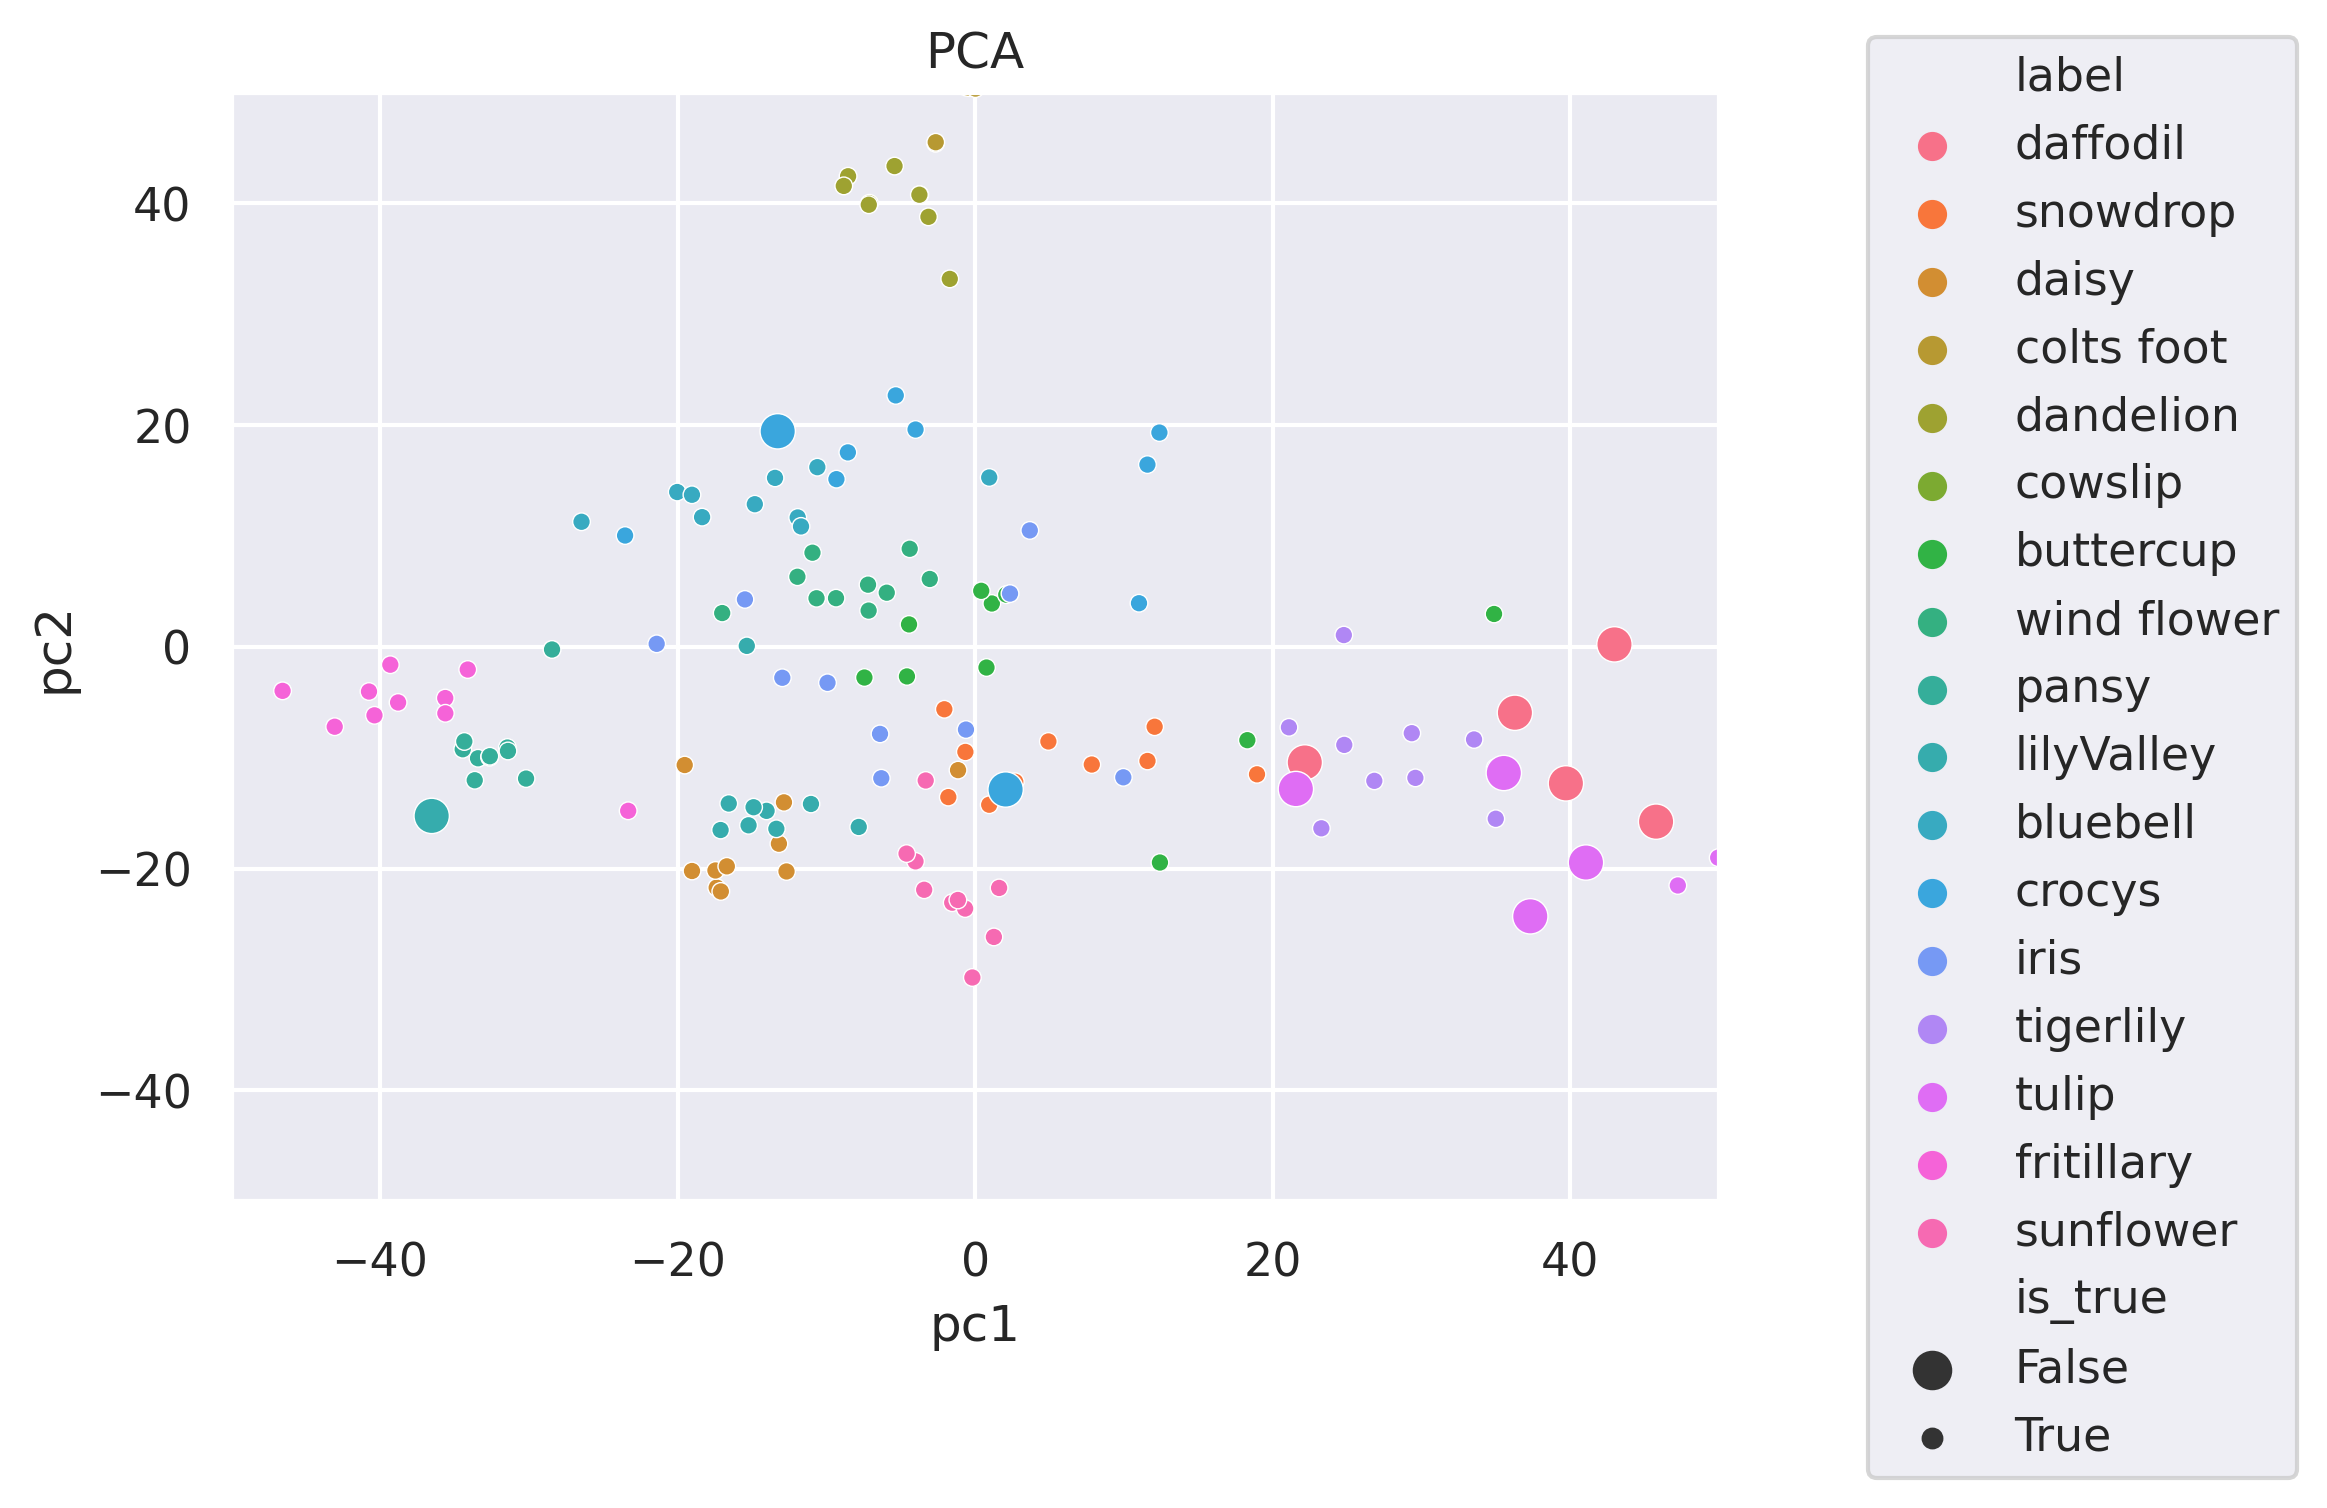 PCA
40
20
0
−20
−40
pc2
−40
−20
0
20
40
pc1
label
daffodil
snowdrop
daisy
colts foot
dandelion
cowslip
buttercup
wind flower
pansy
lilyValley
bluebell
crocys
iris
tigerlily
tulip
fritillary
sunflower
is_true
False
True